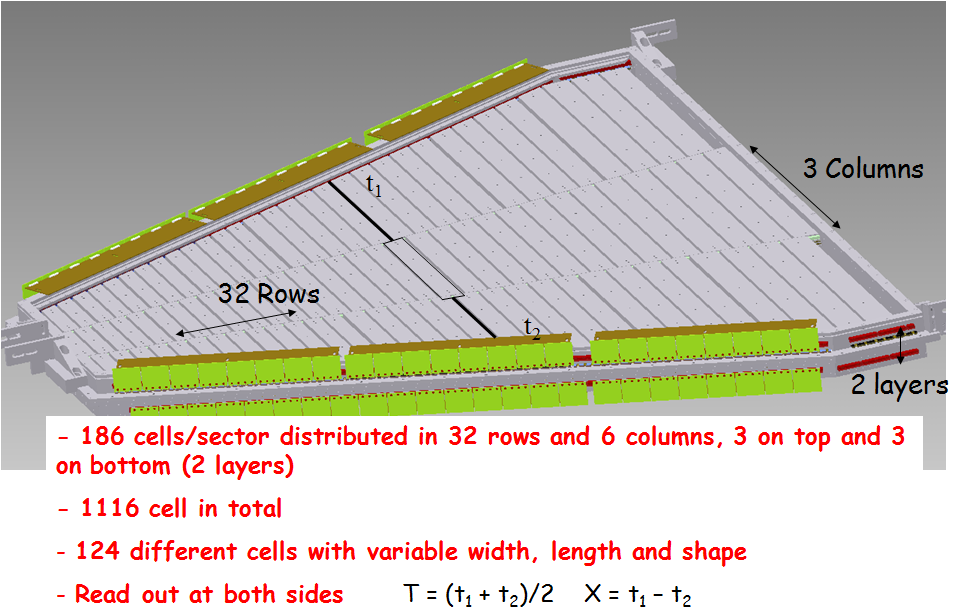 t₁
3 Columns
32 Rows
t₂
2 layers
- 186 cells/sector distributed in 32 rows and 6 columns, 3 on top and 3
on bottom (2 layers)
- 1116 cell in total
- 124 different cells with variable width, length and shape
- Read out at both sides T = (t₁ + t₂)/2 X = t₁ – t₂